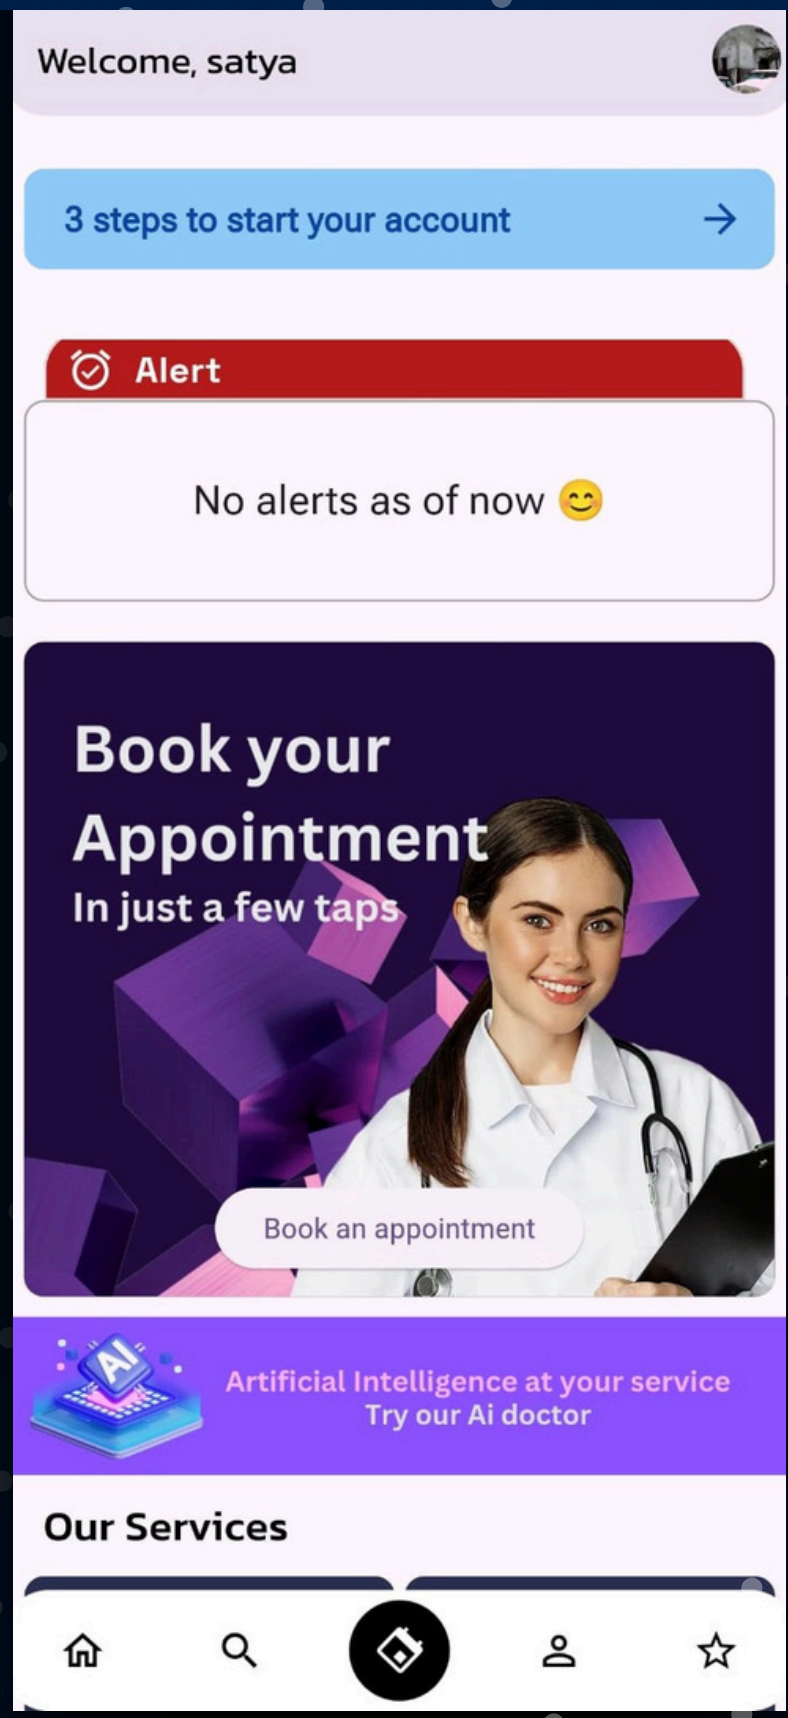 Welcome, satya
3 steps to start your account
Alert
No alerts as of now 😊
Book your
Appointment
In just a few taps
Book an appointment
AI
Artificial Intelligence at your service
Try our Ai doctor
Our Services